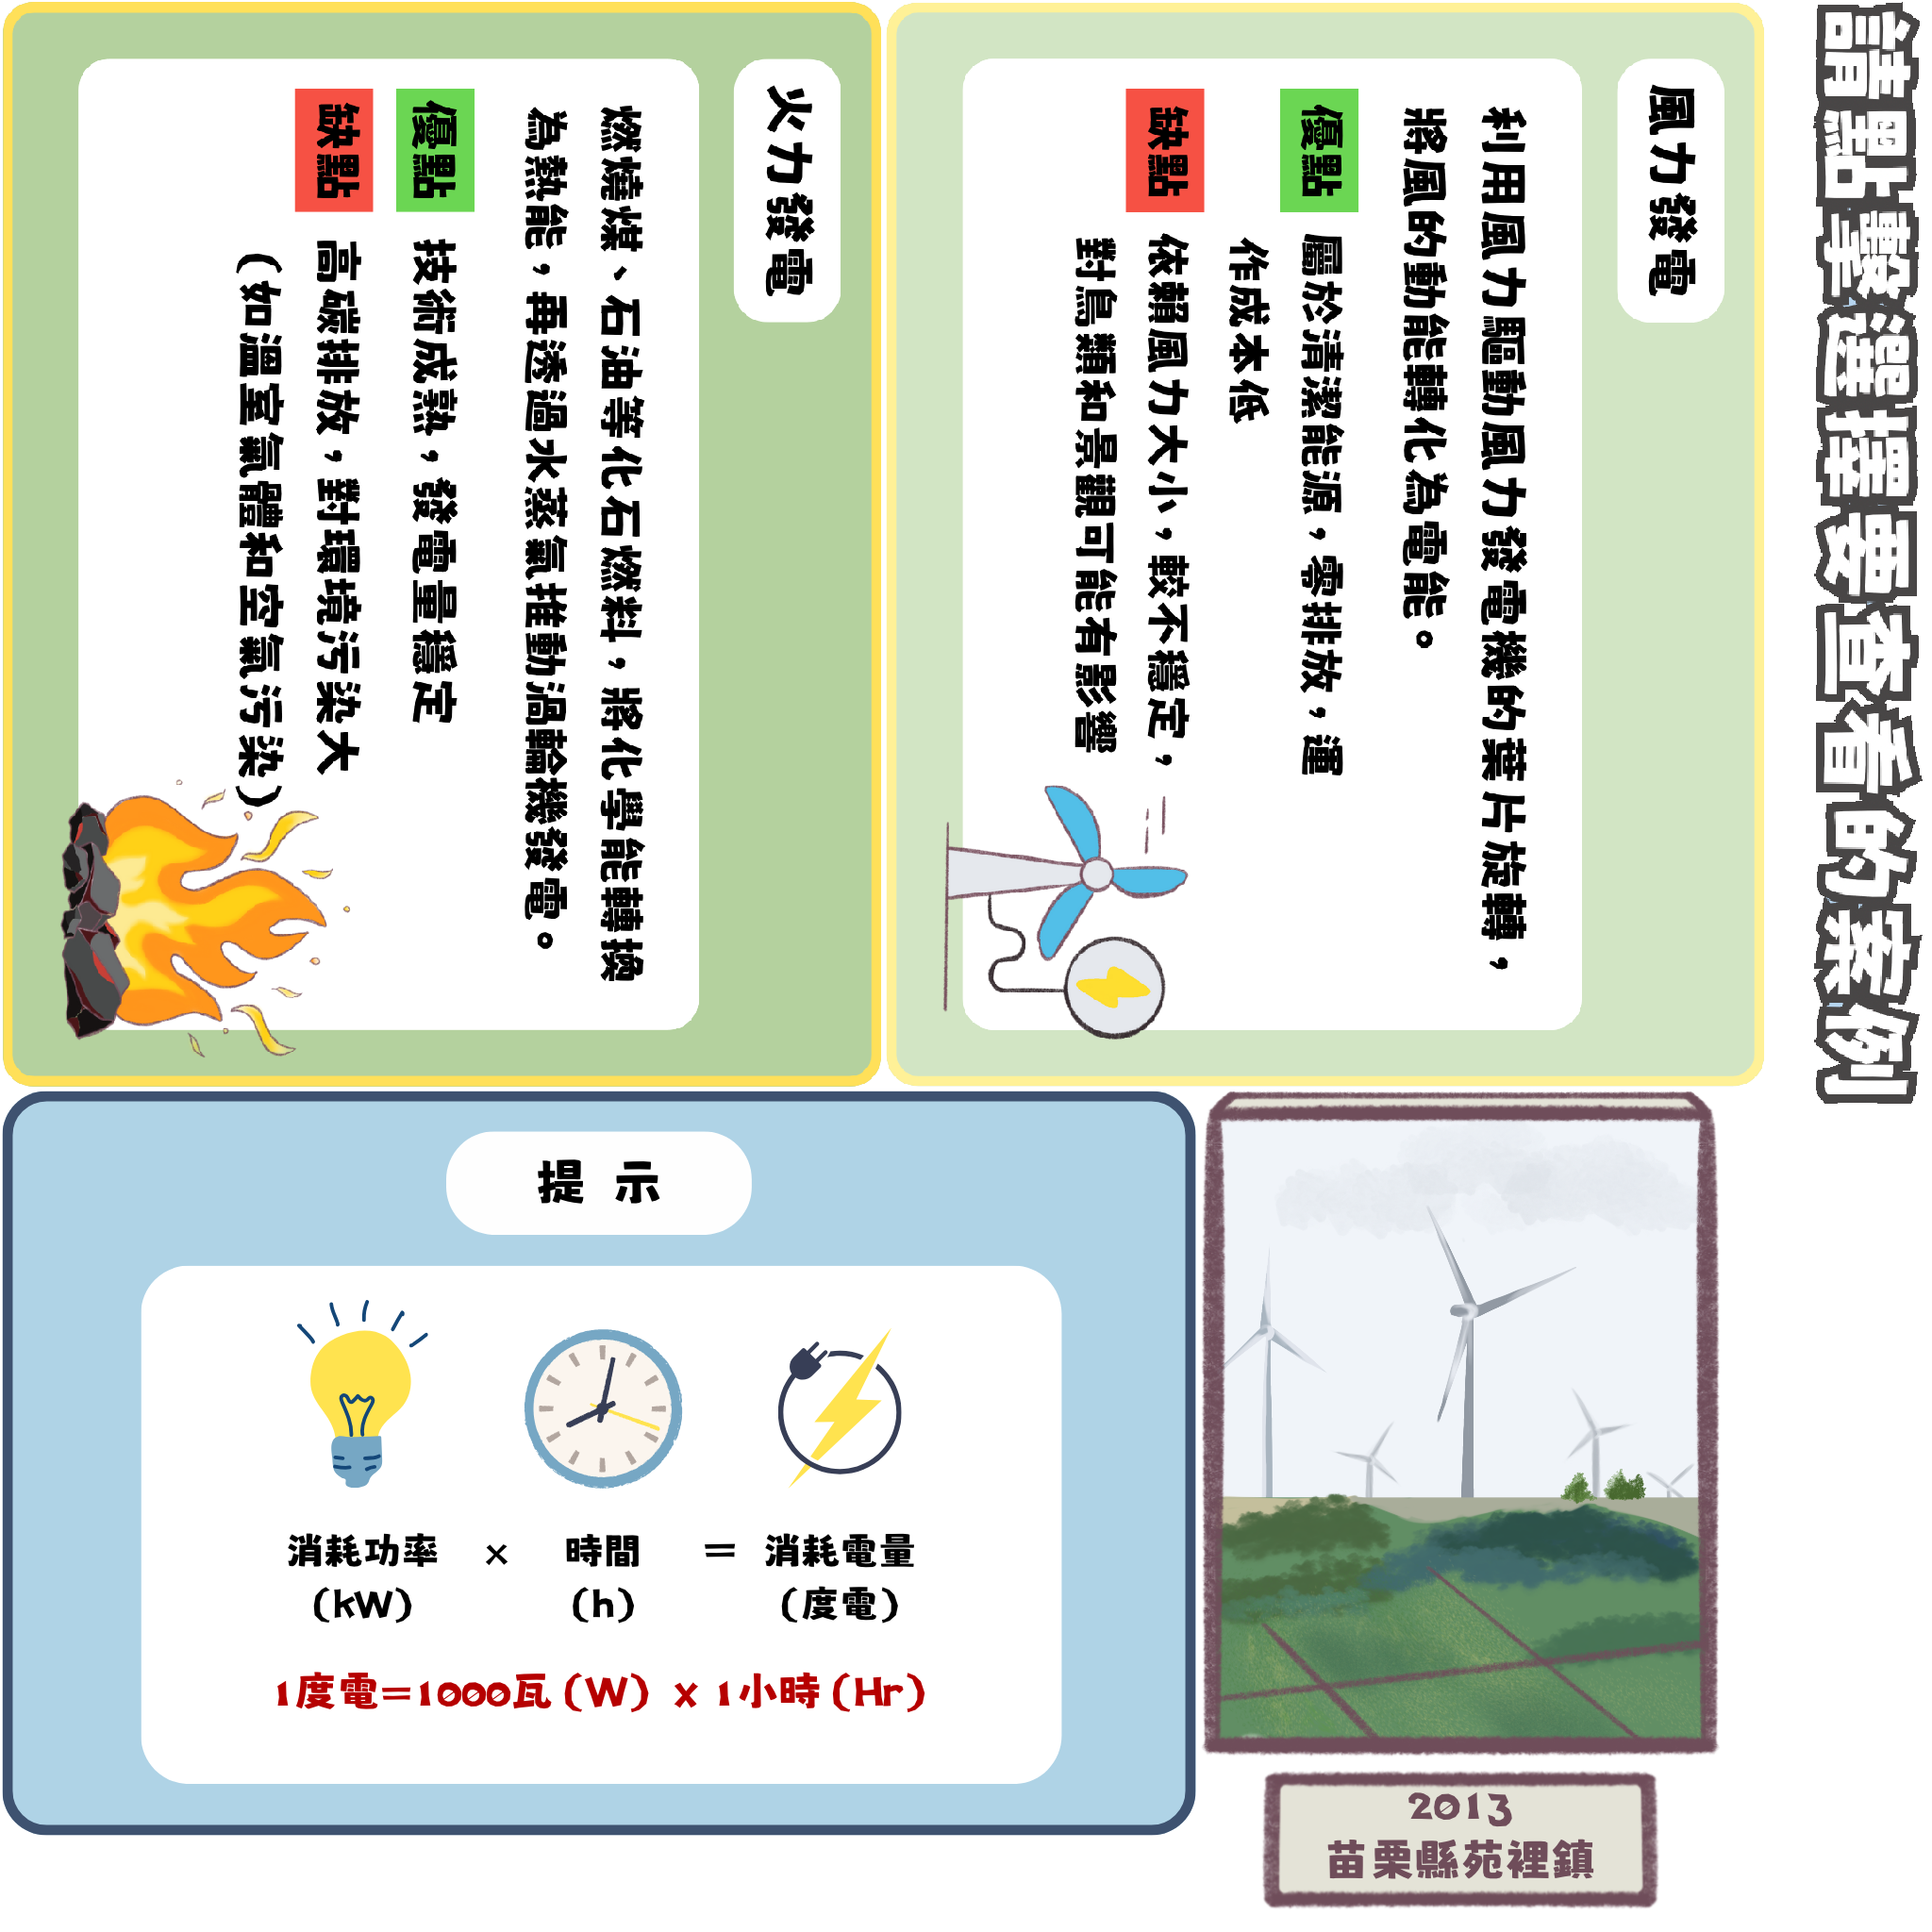 請點擊選擇要查看的案例
風力發電
利用風力驅動風力發電機的葉片旋轉，
將風的動能轉化為電能。
優點 屬於清潔能源，零排放，運
作成本低
缺點 依賴風力大小，較不穩定，
對鳥類和景觀可能有影響
火力發電
燃燒煤、石油等化石燃料，將化學能轉換
為熱能，再透過水蒸氣推動渦輪機發電。
優點 技術成熟，發電量穩定
缺點 高碳排放，對環境污染大
（如溫室氣體和空氣污染）
提示
消耗功率 × 時間 = 消耗電量
(kW) (h) (度電)
1度電=1000瓦(W) x 1小時(Hr)
2013
苗栗縣苑裡鎮